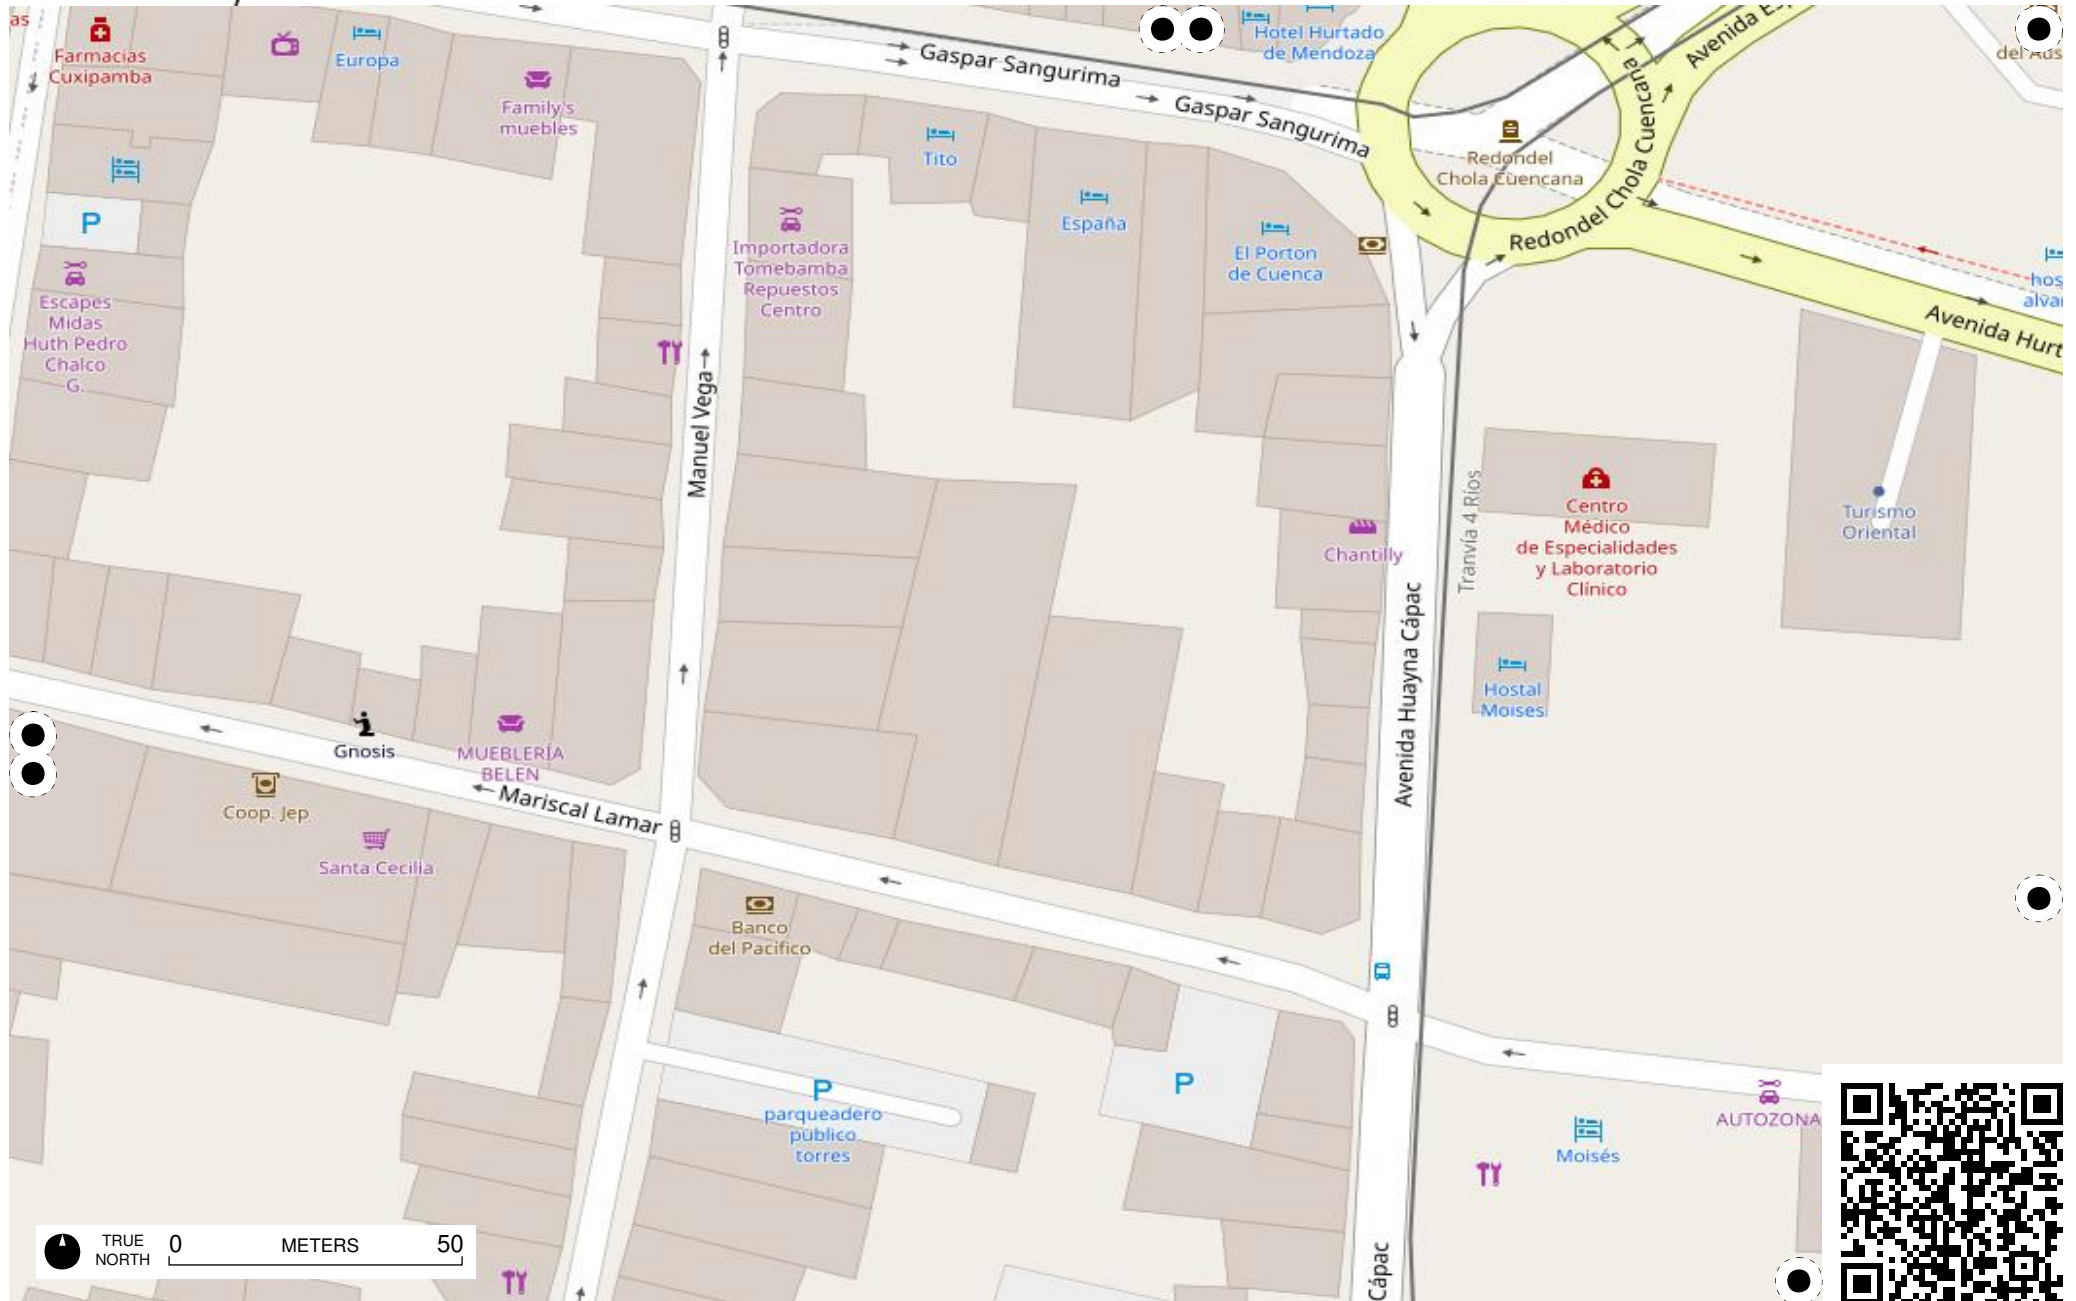 as
Farmacias
Cuxipamba
Europa
Family's
muebles
Gaspar Sangurima
Gaspar Sangurima
Hotel Hurtado
de Mendoza
Avenida
Redondel Chola Cuencana
Redondel
Chola Cuencana
del
Tito
España
El Porton
de Cuenca
P
Importadora
Tomebamba
Repuestos
Centro
Escapes
Midas
Huth Pedro
Chalco
G.
hos
alva
Avenida Hurt
Manuel Vega
Chantilly
Tranvía 4 Ríos
Centro
Médico
de Especialidades
y Laboratorio
Clínico
Turismo
Oriental
Avenida Huayna Cápac
Hostal
Moises
Gnosis
MUEBLERÍA
BELEN
Mariscal Lamar
Coop. Jep
Santa Cecilia
Banco
del Pacífico
P
parqueadero
público
torres
P
AUTOZONA
Moisés
Cápac
TRUE
NORTH
0 METERS 50